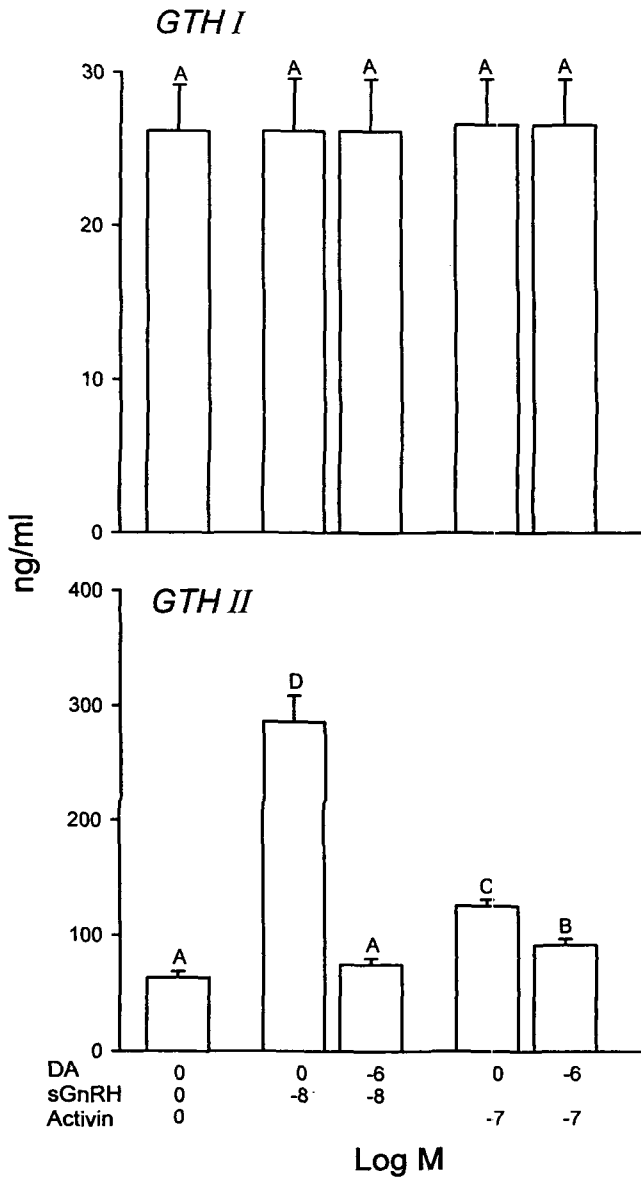 GTH I
A A A A A
30
20
10
0
ng/ml
GTH II
400
300
200
100
0
A D A C B
DA 0 0 -6 0 -6
sGnRH 0 -8 -8
Activin 0 -7 -7
Log M